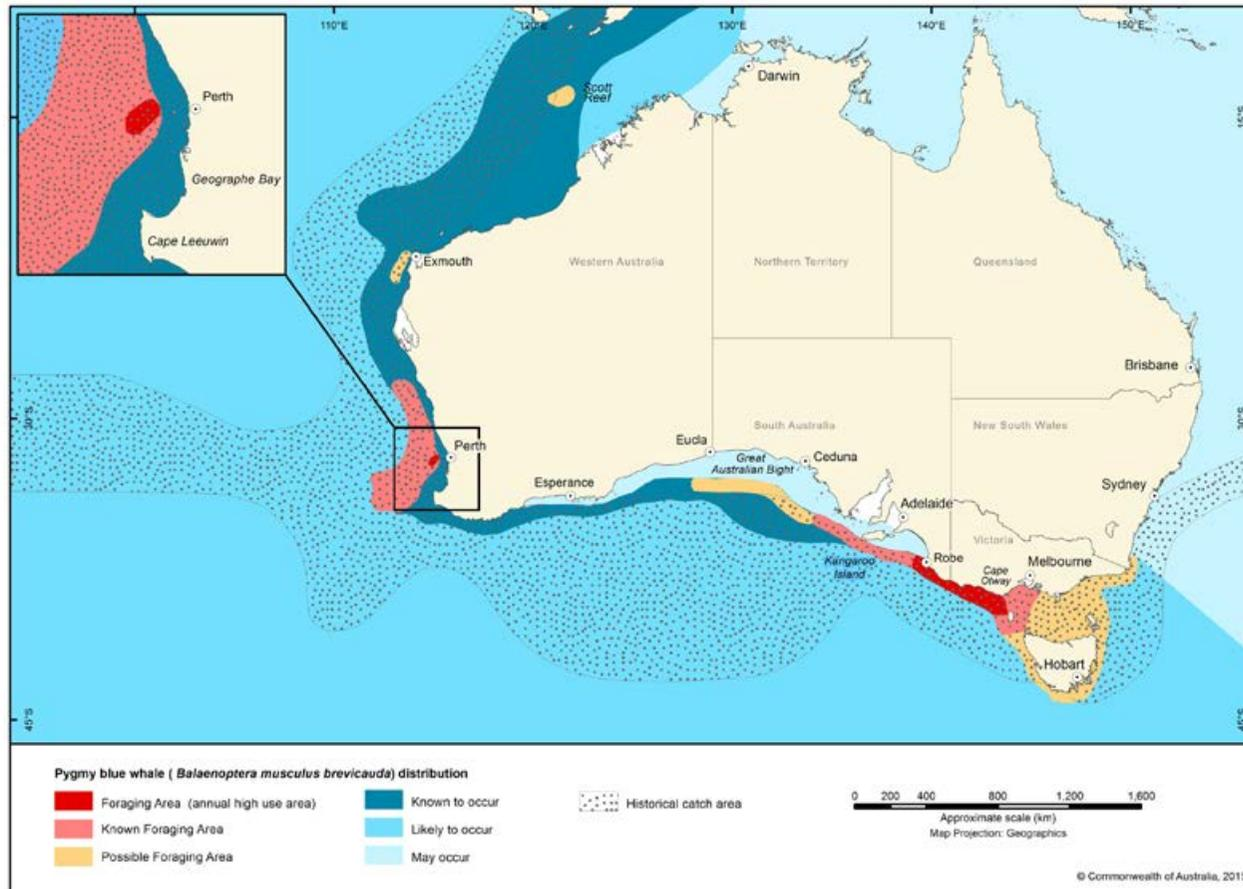 110°E
120°E
130°E
140°E
150°E
15°S
Perth
Geographe Bay
Cape Leeuwin
Scott
Reef
Darwin
Exmouth
Western Australia
Northern Territory
Queensland
Brisbane
30°S
30°S
South Australia
New South Wales
Perth
Eucla
Great
Australian Bight
Ceduna
Esperance
Sydney
Adelaide
Victoria
Kangaroo
Island
Robe
Cape
Otway
Melbourne
Hobart
45°S
45°S
Pygmy blue whale ( Balaenoptera musculus brevicauda) distribution
Foraging Area (annual high use area)
Known Foraging Area
Possible Foraging Area
Known to occur
Likely to occur
May occur
Historical catch area
0 200 400 800 1,200 1,600
Approximate scale (km)
Map Projection: Geographics